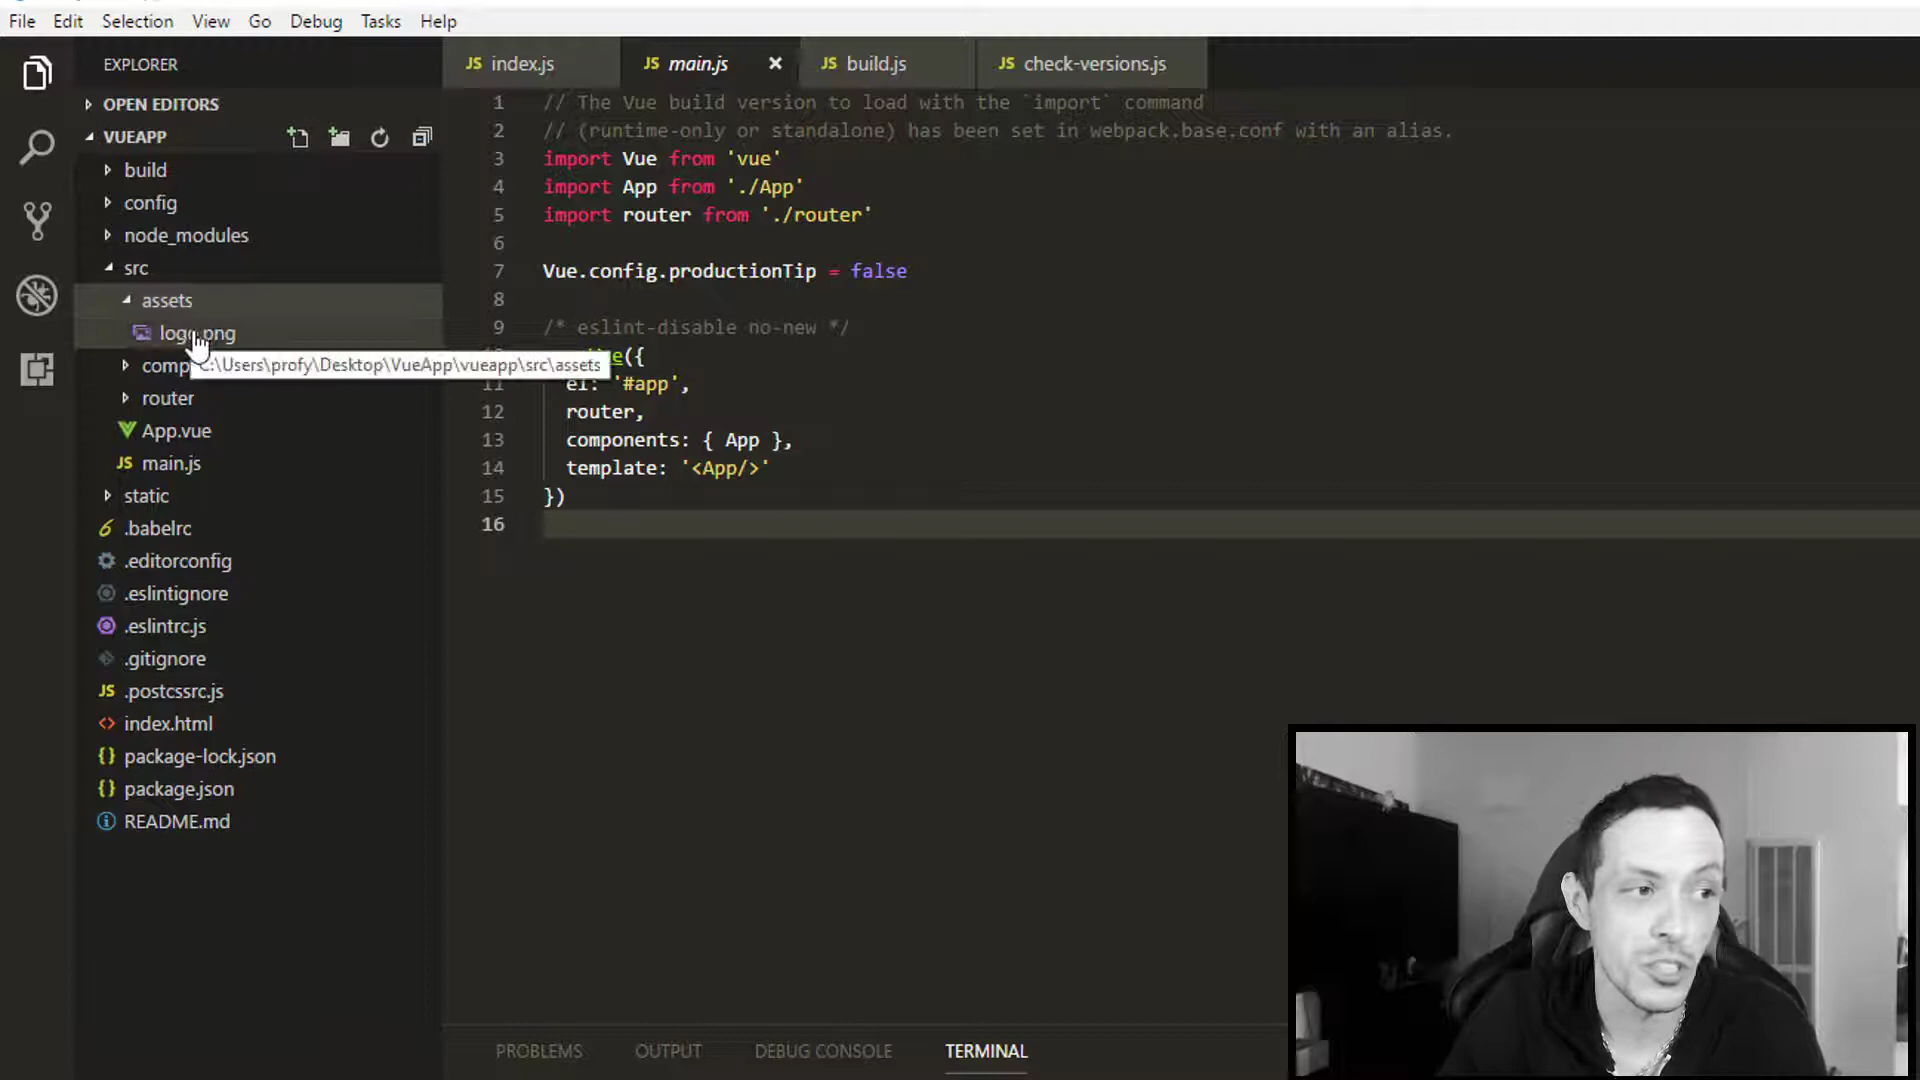 File Edit Selection View Go Debug Tasks Help
EXPLORER
OPEN EDITORS
VUEAPP
build
config
node_modules
src
assets
logo.png
C:\Users\profy\Desktop\VueApp\vueapp\src\assets
comp
router
App.vue
JS main.js
static
6 .babelrc
.editorconfig
.eslintignore
.eslintrc.js
.gitignore
JS .postcssrc.js
<> index.html
{} package-lock.json
{} package.json
README.md
JS index.js JS main.js × JS build.js JS check-versions.js
1 // The Vue build version to load with the `import` command
2 // (runtime-only or standalone) has been set in webpack.base.conf with an alias.
3 import Vue from 'vue'
4 import App from './App'
5 import router from './router'
6
7 Vue.config.productionTip = false
8
9 /* eslint-disable no-new */
e({
11 el: '#app',
12 router,
13 components: { App },
14 template: '<App/>'
15 })
16
PROBLEMS OUTPUT DEBUG CONSOLE TERMINAL